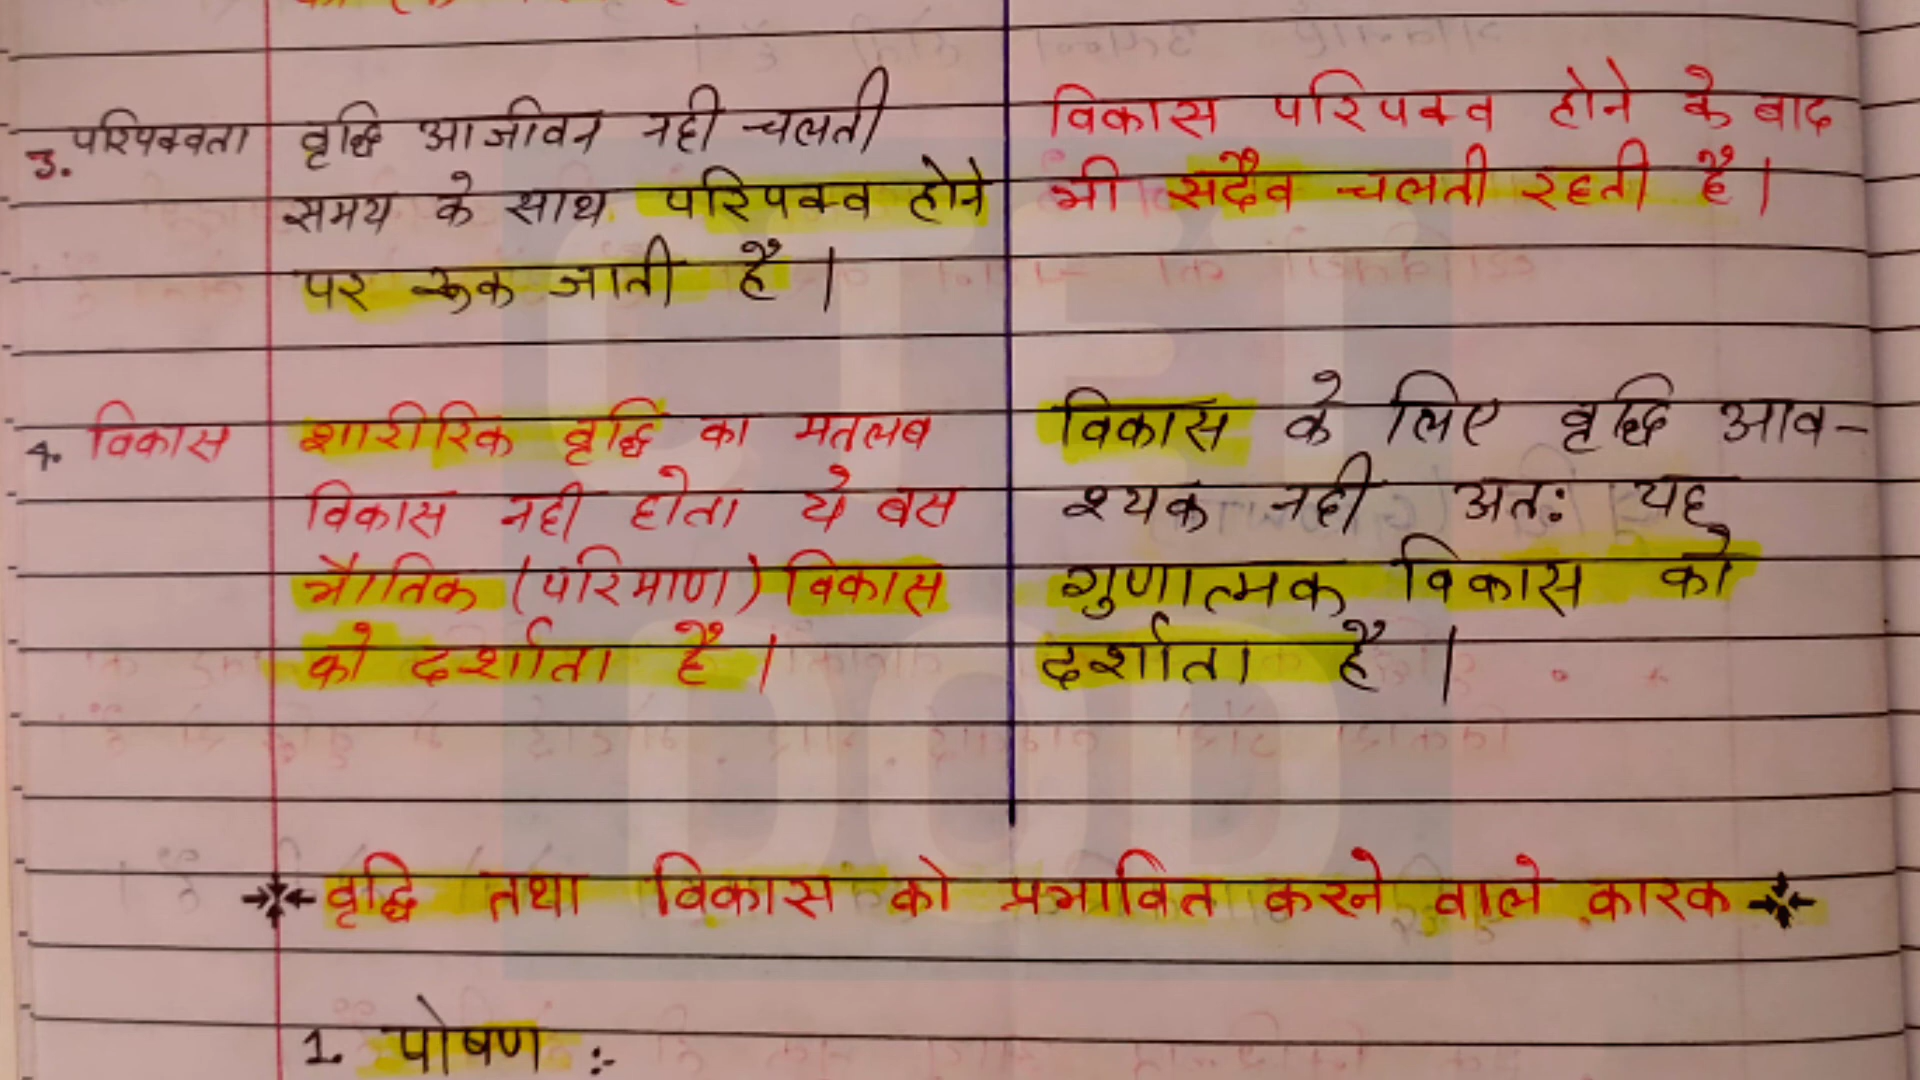 3. परिपक्वता
वृद्धि आजीवन नही चलती
समय के साथ परिपक्व होने
पर रूक जाती है।
विकास परिपक्व होने के बाद
भी सदैव चलती रहती है।
4. विकास
शारीरिक वृद्धि का मतलब
विकास नही होता ये बस
भौतिक (परिमाण) विकास
को दर्शाता है।
विकास के लिए वृद्धि आव-
श्यक नही अतः यह
गुणात्मक विकास को
दर्शाता है।
वृद्धि तथा विकास को प्रभावित करने वाले कारक
1. पोषण :-